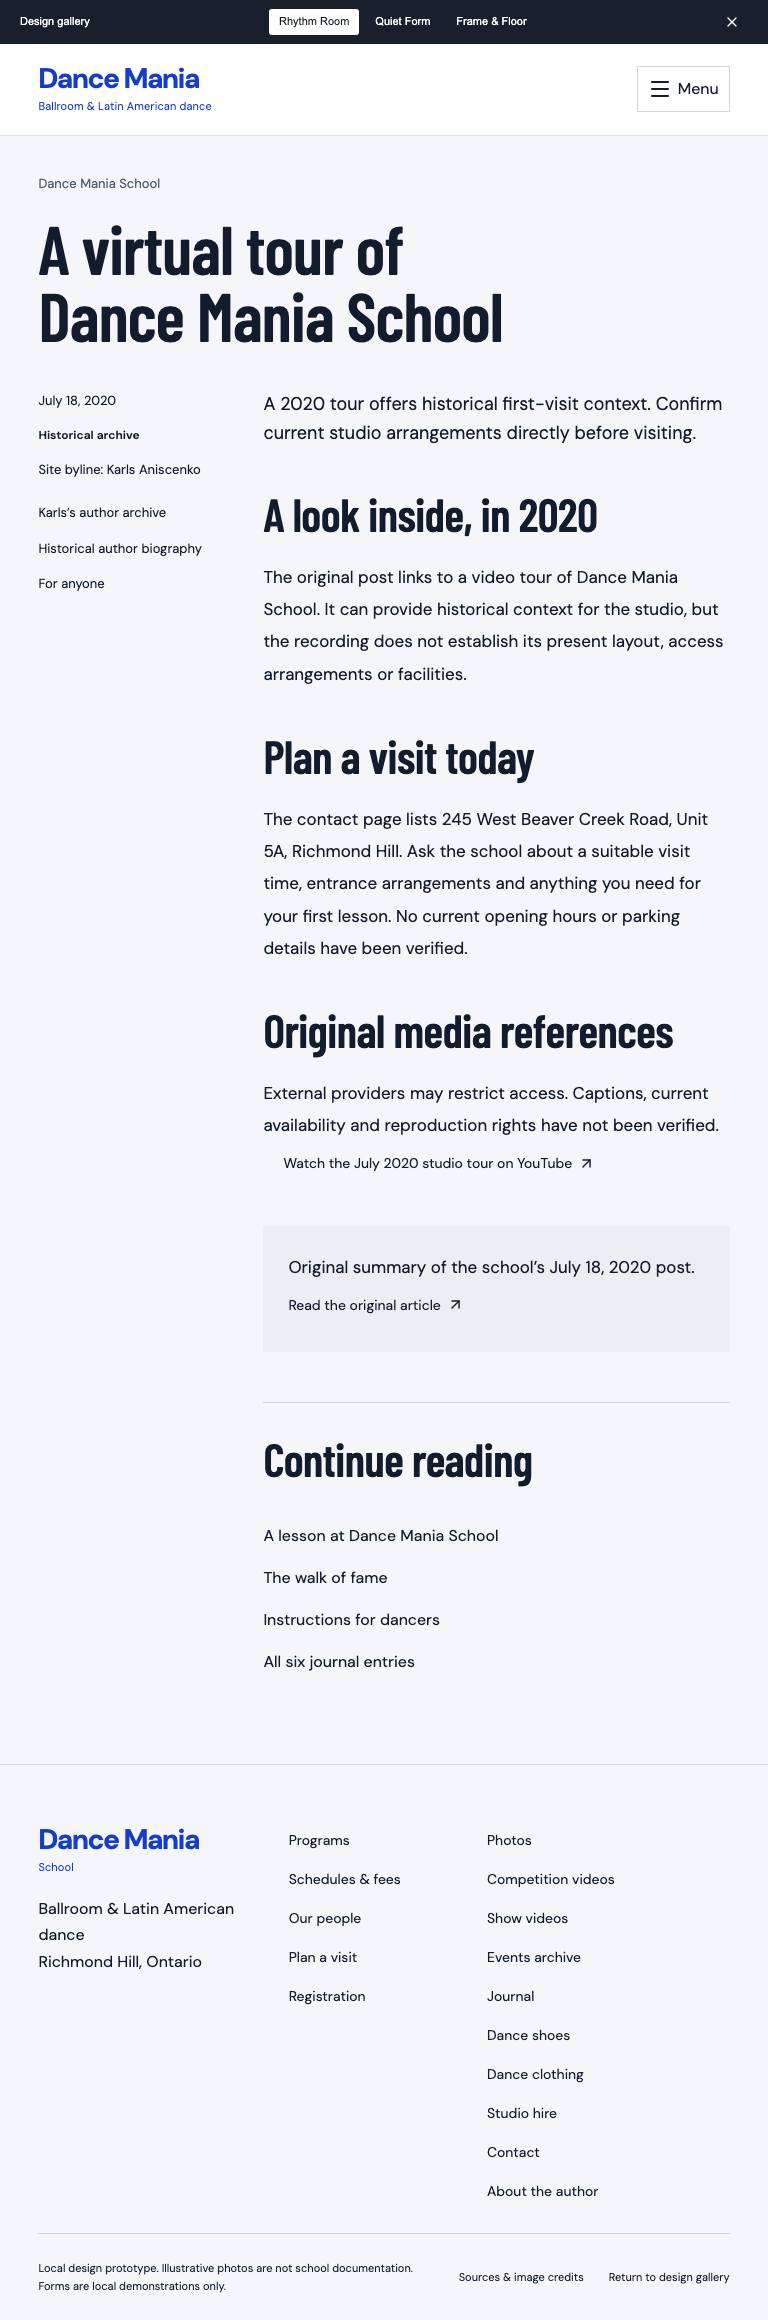 Design gallery
Rhythm Room
Quiet Form
Frame & Floor
Dance Mania
Ballroom & Latin American dance
Menu
Dance Mania School
A virtual tour of
Dance Mania School
July 18, 2020
Historical archive
Site byline: Karls Aniscenko
Karls’s author archive
Historical author biography
For anyone
A 2020 tour offers historical first-visit context. Confirm
current studio arrangements directly before visiting.
A look inside, in 2020
The original post links to a video tour of Dance Mania
School. It can provide historical context for the studio, but
the recording does not establish its present layout, access
arrangements or facilities.
Plan a visit today
The contact page lists 245 West Beaver Creek Road, Unit
5A, Richmond Hill. Ask the school about a suitable visit
time, entrance arrangements and anything you need for
your first lesson. No current opening hours or parking
details have been verified.
Original media references
External providers may restrict access. Captions, current
availability and reproduction rights have not been verified.
Watch the July 2020 studio tour on YouTube
Original summary of the school’s July 18, 2020 post.
Read the original article
Continue reading
A lesson at Dance Mania School
The walk of fame
Instructions for dancers
All six journal entries
Dance Mania
School
Ballroom & Latin American
dance
Richmond Hill, Ontario
Programs
Schedules & fees
Our people
Plan a visit
Registration
Photos
Competition videos
Show videos
Events archive
Journal
Dance shoes
Dance clothing
Studio hire
Contact
About the author
Local design prototype. Illustrative photos are not school documentation.
Forms are local demonstrations only.
Sources & image credits
Return to design gallery